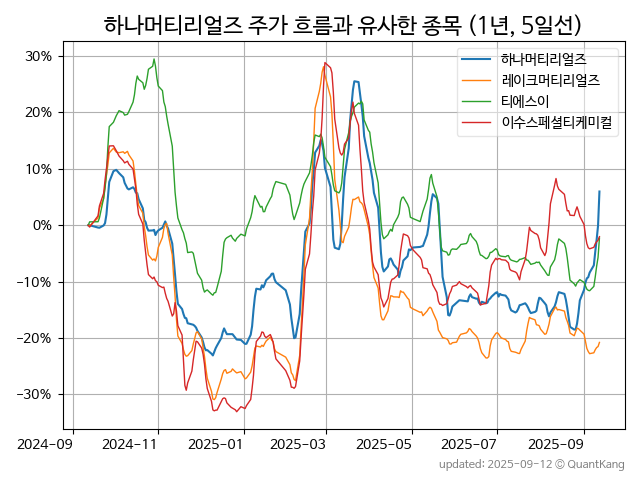 하나머티리얼즈 주가 흐름과 유사한 종목 (1년, 5일선)
하나머티리얼즈
레이크머티리얼즈
티에스이
이수스페셜티케미컬
30%
20%
10%
0%
−10%
−20%
−30%
2024-09 2024-11 2025-01 2025-03 2025-05 2025-07 2025-09
updated: 2025-09-12 © QuantKang